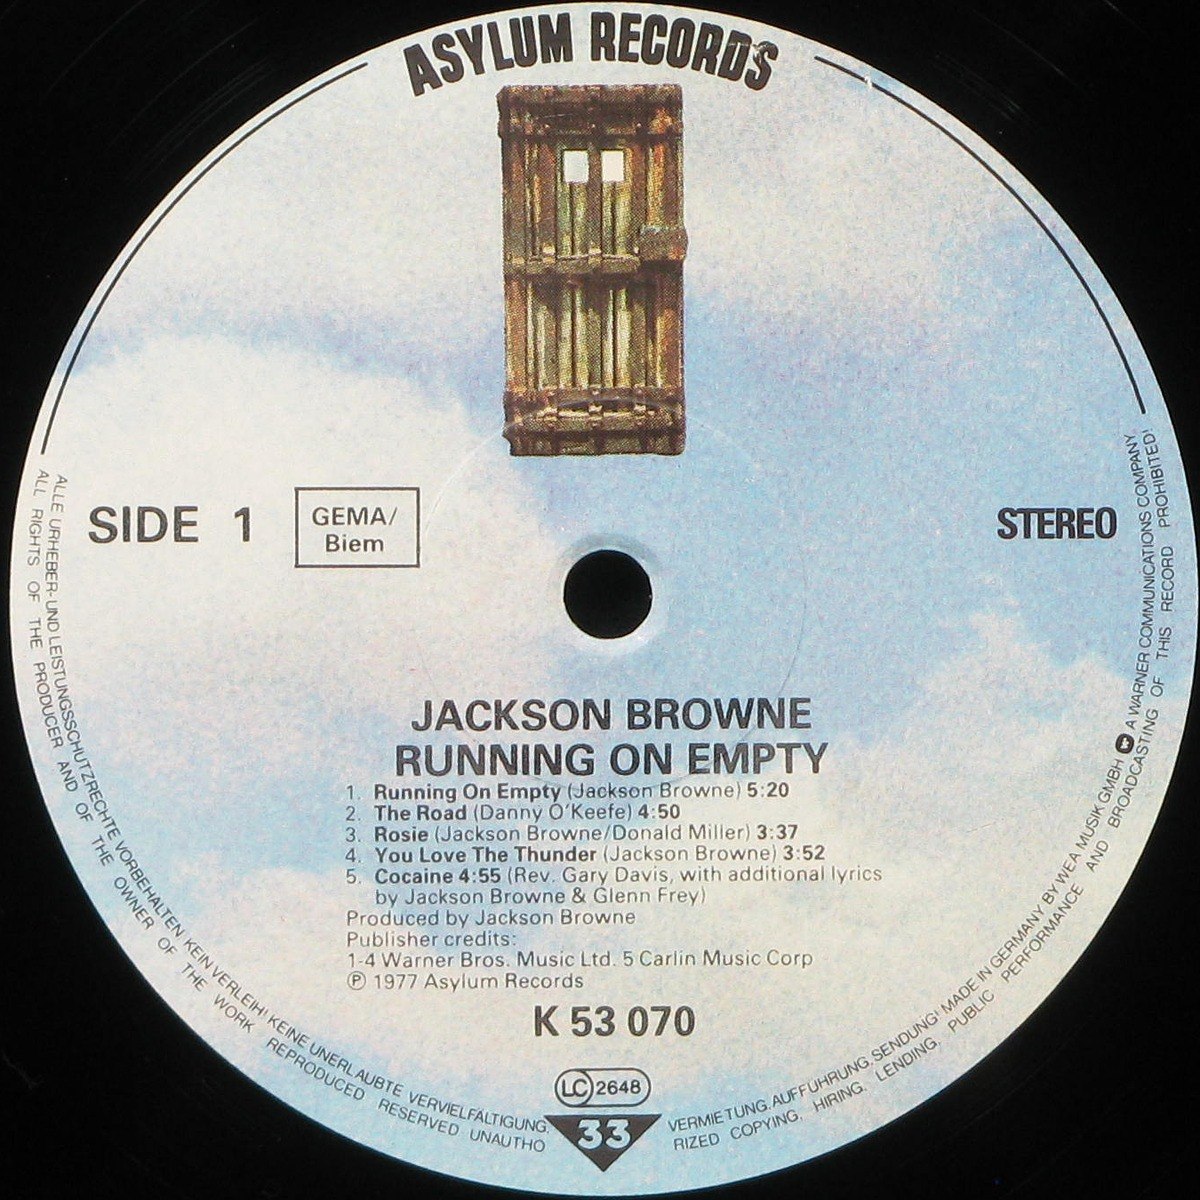 ASYLUM RECORDS
SIDE 1
GEMA/
Biem
STEREO
JACKSON BROWNE
RUNNING ON EMPTY
1. Running On Empty (Jackson Browne) 5:20
2. The Road (Danny O'Keefe) 4:50
3. Rosie (Jackson Browne/Donald Miller) 3:37
4. You Love The Thunder (Jackson Browne) 3:52
5. Cocaine 4:55 (Rev. Gary Davis, with additional lyrics
by Jackson Browne & Glenn Frey)
Produced by Jackson Browne
Publisher credits:
1-4 Warner Bros. Music Ltd. 5 Carlin Music Corp
℗ 1977 Asylum Records
K 53 070
LC 2648
33
ALLE URHEBER- UND LEISTUNGSSCHUTZRECHTE VORBEHALTEN KEIN VERLEIH! KEINE UNERLAUBTE VERVIELFÄLTIGUNG, VERMIETUNG, AUFFÜHRUNG, SENDUNG! MADE IN GERMANY BY WEA MUSIK GMBH A WARNER COMMUNICATIONS COMPANY.
ALL RIGHTS OF THE PRODUCER AND OF THE OWNER OF THE WORK REPRODUCED RESERVED UNAUTHORIZED COPYING, HIRING, LENDING, PUBLIC PERFORMANCE AND BROADCASTING OF THIS RECORD PROHIBITED!